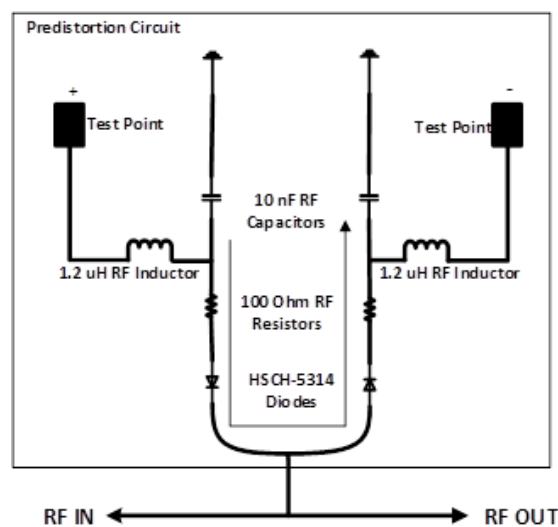 Predistortion Circuit
+
-
Test Point
Test Point
10 nF RF
Capacitors
1.2 uH RF Inductor
1.2 uH RF Inductor
100 Ohm RF
Resistors
HSCH-5314
Diodes
RF IN
RF OUT